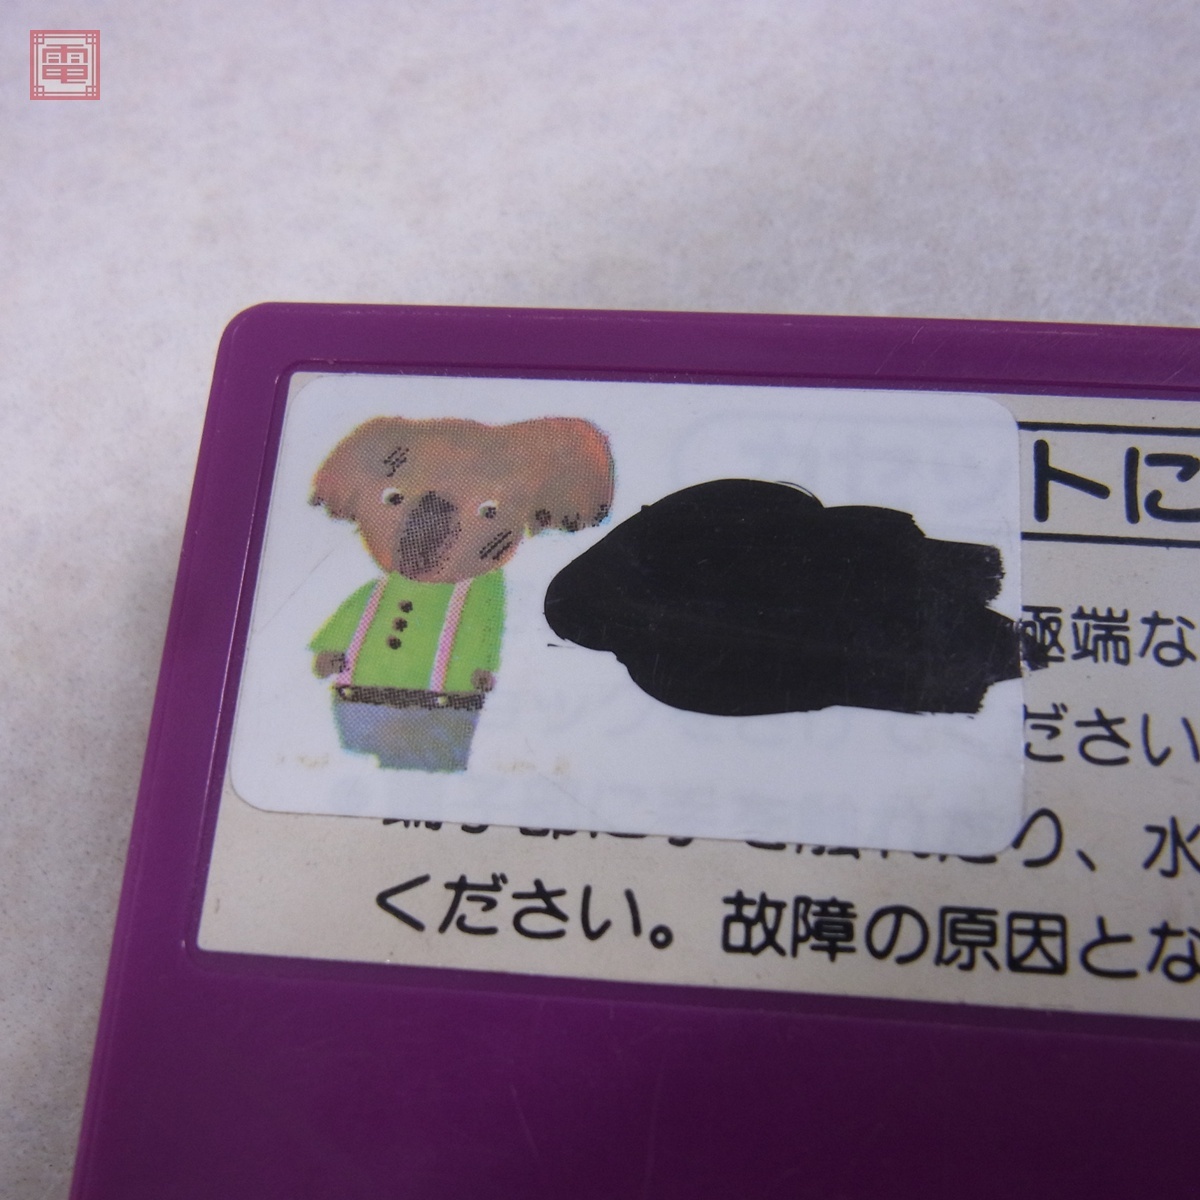 電
トに
極端な
ださい
り、水
ください。故障の原因とな